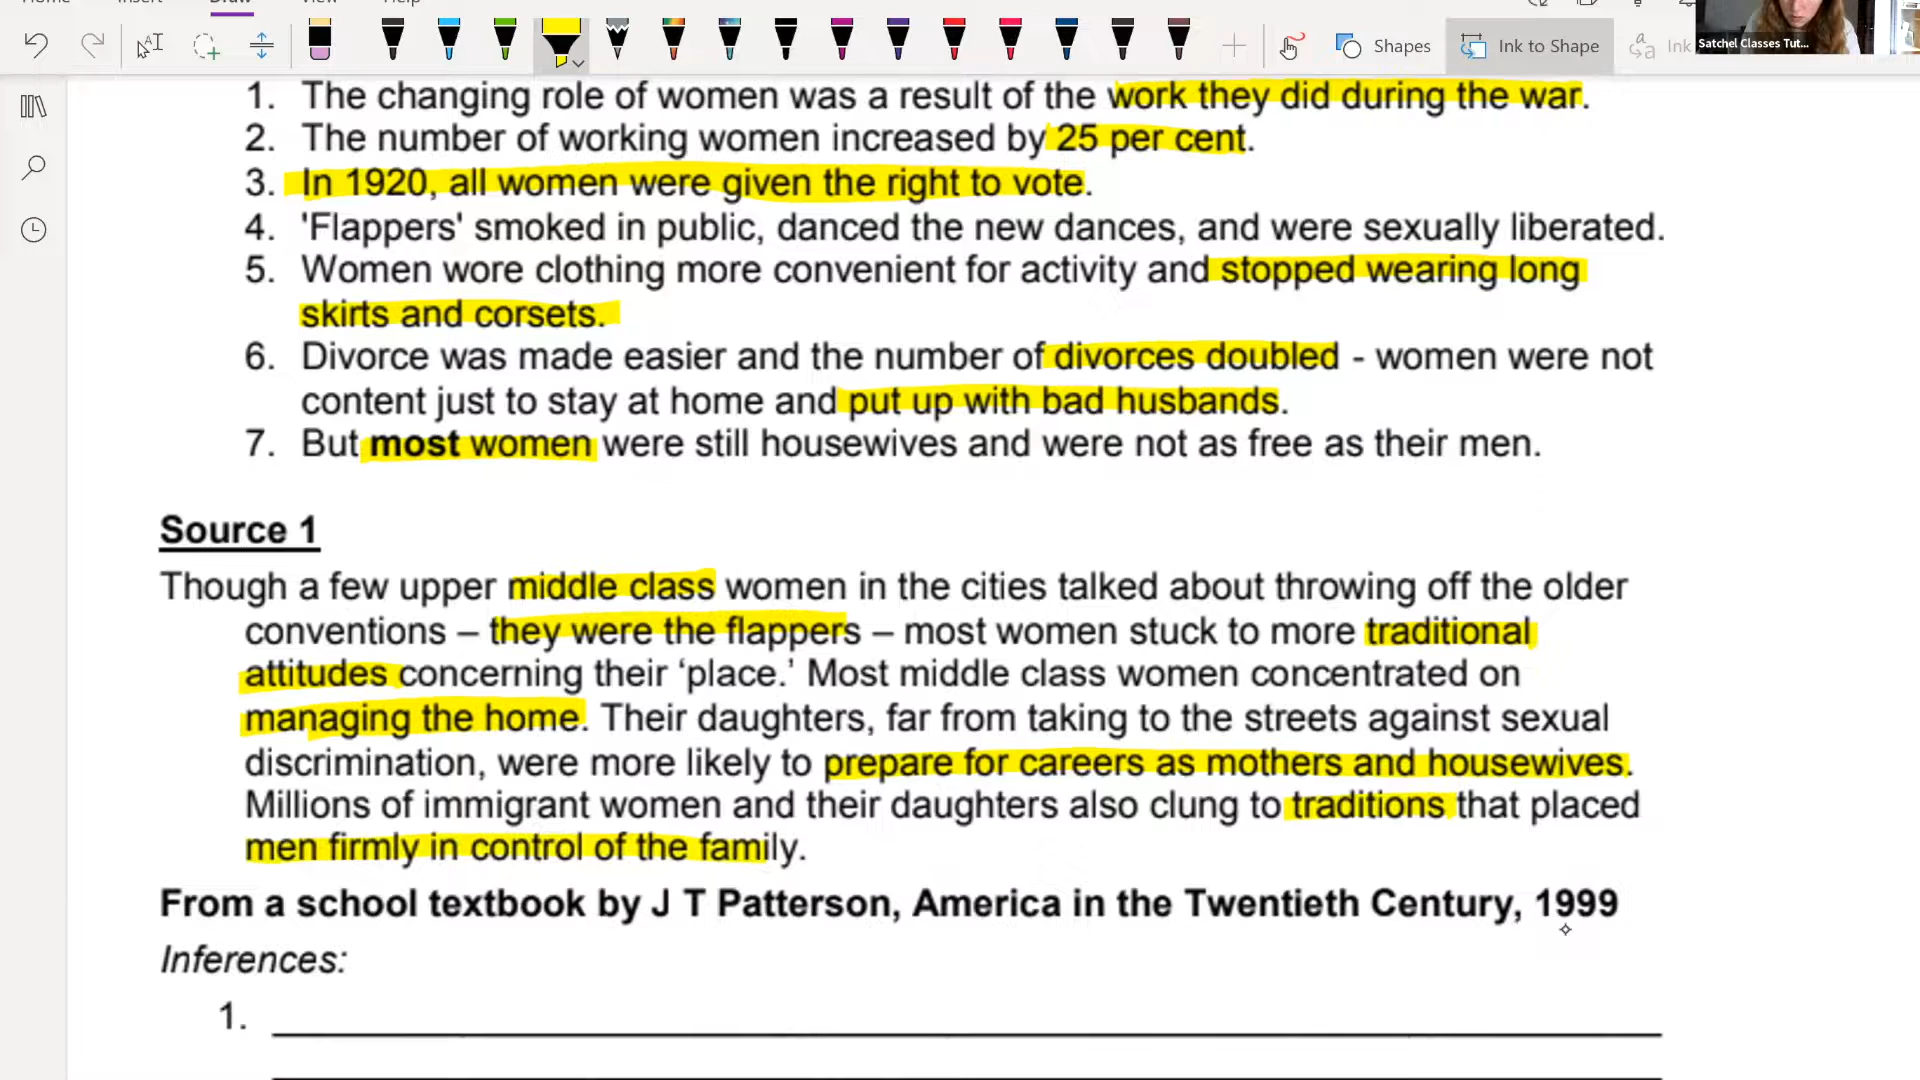 Home Insert Draw View Help
Shapes Ink to Shape Ink
Satchel Classes Tut...
1. The changing role of women was a result of the work they did during the war.
2. The number of working women increased by 25 per cent.
3. In 1920, all women were given the right to vote.
4. 'Flappers' smoked in public, danced the new dances, and were sexually liberated.
5. Women wore clothing more convenient for activity and stopped wearing long
skirts and corsets.
6. Divorce was made easier and the number of divorces doubled - women were not
content just to stay at home and put up with bad husbands.
7. But most women were still housewives and were not as free as their men.
Source 1
Though a few upper middle class women in the cities talked about throwing off the older
conventions – they were the flappers – most women stuck to more traditional
attitudes concerning their ‘place.’ Most middle class women concentrated on
managing the home. Their daughters, far from taking to the streets against sexual
discrimination, were more likely to prepare for careers as mothers and housewives.
Millions of immigrant women and their daughters also clung to traditions that placed
men firmly in control of the family.
From a school textbook by J T Patterson, America in the Twentieth Century, 1999
Inferences:
1.